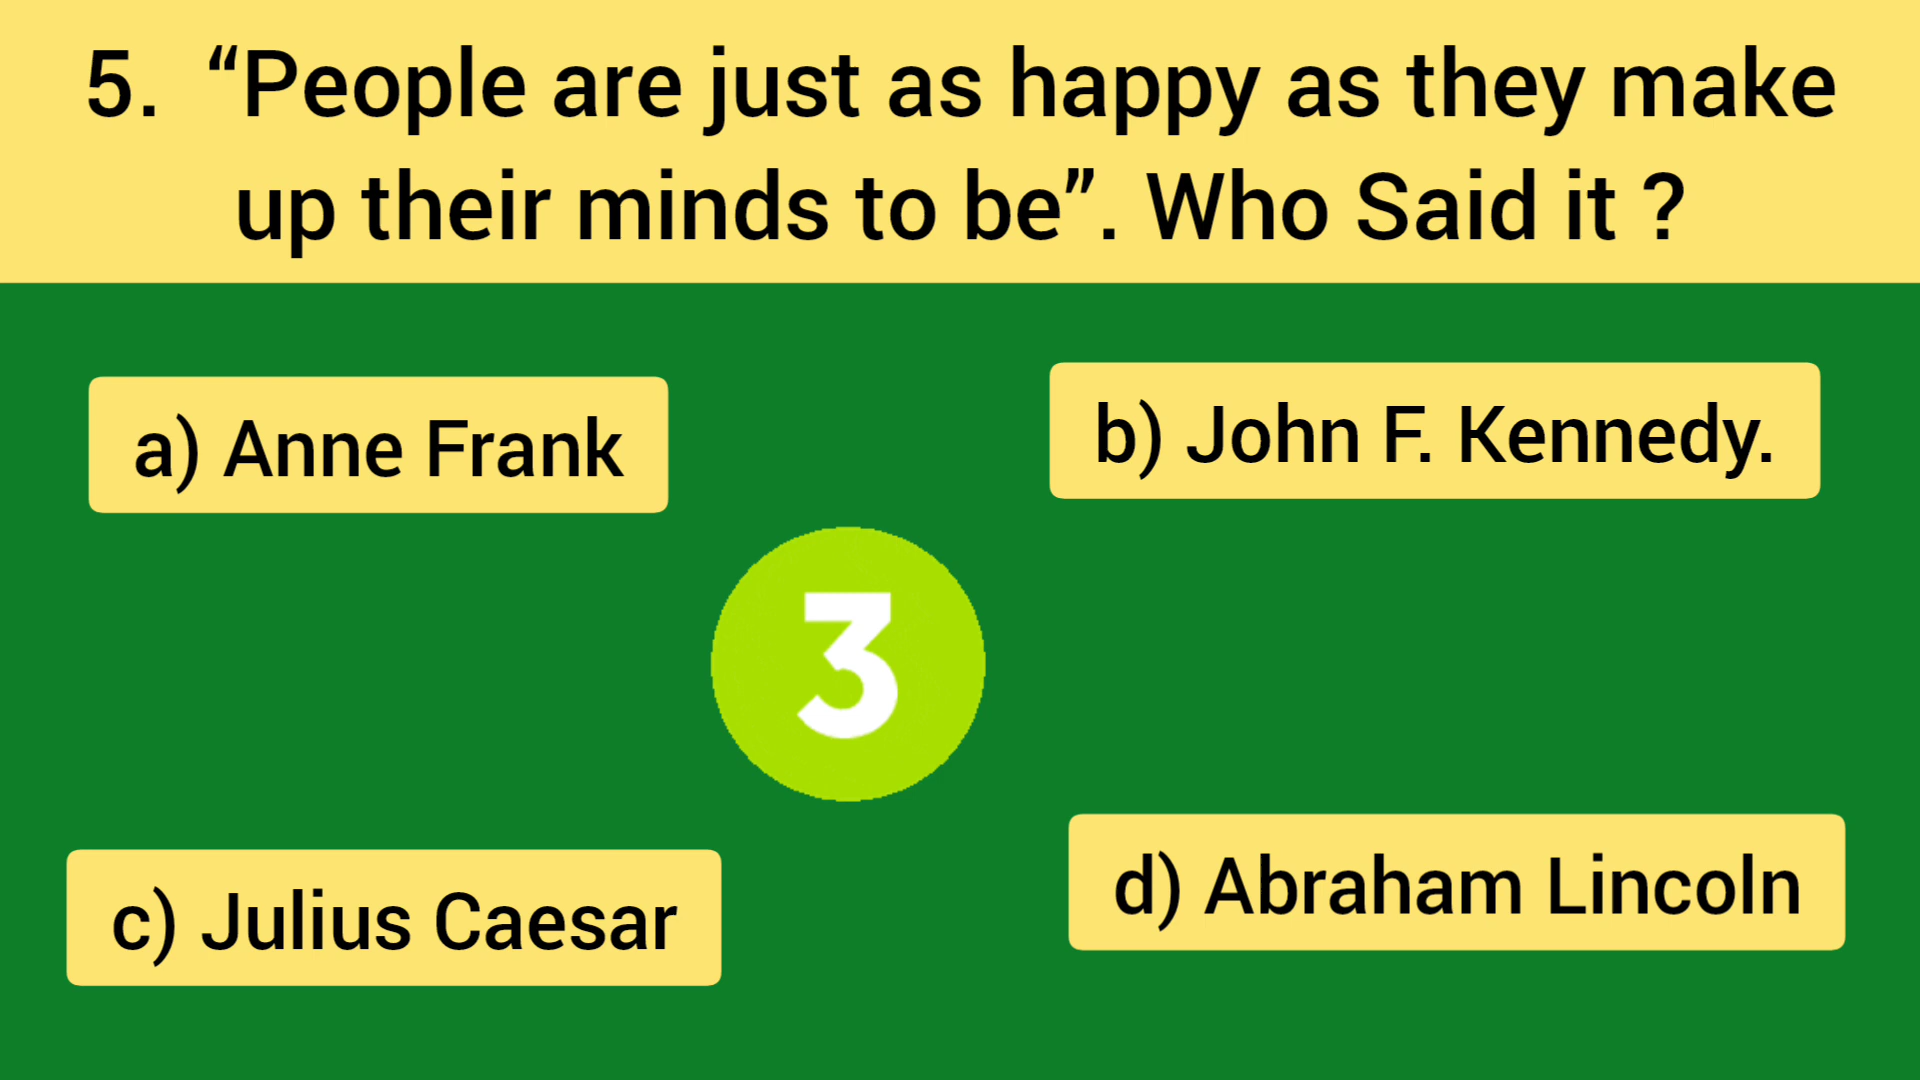 5. “People are just as happy as they make
up their minds to be”. Who Said it ?
a) Anne Frank
b) John F. Kennedy.
3
c) Julius Caesar
d) Abraham Lincoln